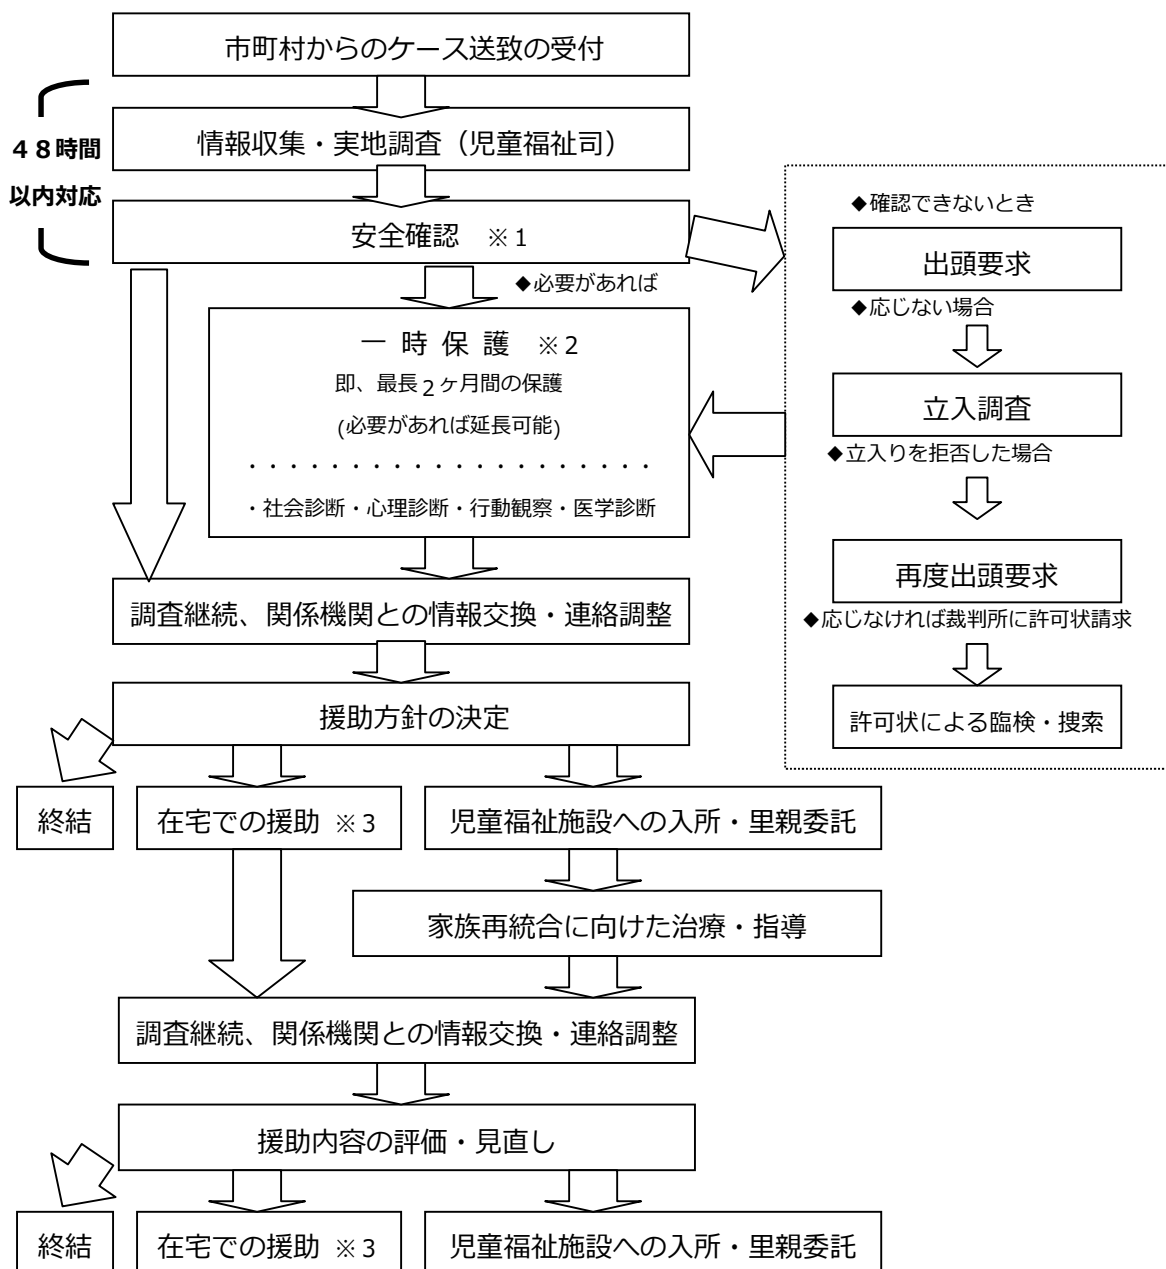 市町村からのケース送致の受付
４８時間
以内対応
情報収集・実地調査（児童福祉司）
安全確認　※１
◆必要があれば
一 時 保 護　※２
即、最長２ヶ月間の保護
(必要があれば延長可能)
・・・・・・・・・・・・・・・・・・・・
・社会診断・心理診断・行動観察・医学診断
◆確認できないとき
出頭要求
◆応じない場合
立入調査
◆立入りを拒否した場合
再度出頭要求
◆応じなければ裁判所に許可状請求
許可状による臨検・捜索
調査継続、関係機関との情報交換・連絡調整
援助方針の決定
終結
在宅での援助　※３
児童福祉施設への入所・里親委託
家族再統合に向けた治療・指導
調査継続、関係機関との情報交換・連絡調整
援助内容の評価・見直し
終結
在宅での援助　※３
児童福祉施設への入所・里親委託